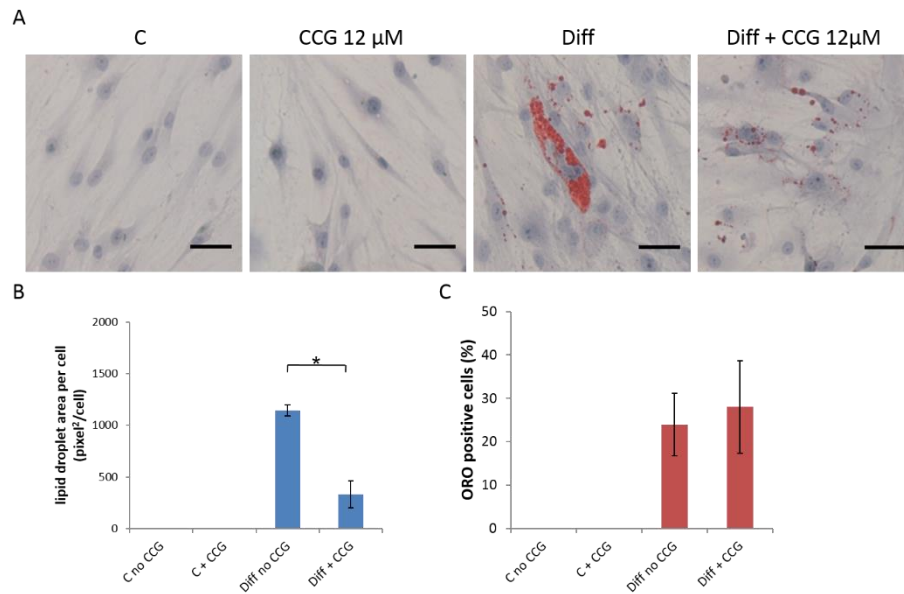 A
C
CCG 12 µM
Diff
Diff + CCG 12µM
B
lipid droplet area per cell
(pixel²/cell)
2000
1500
1000
500
0
*
C no CCG
C + CCG
Diff no CCG
Diff + CCG
C
ORO positive cells (%)
50
40
30
20
10
0
C no CCG
C + CCG
Diff no CCG
Diff + CCG